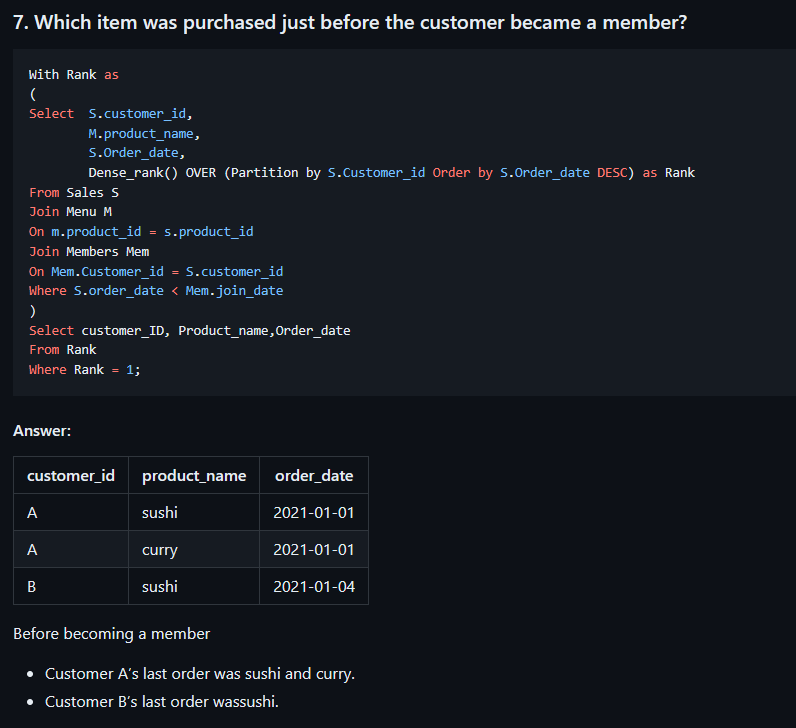 7. Which item was purchased just before the customer became a member?
With Rank as
(
Select  S.customer_id,
        M.product_name,
        S.Order_date,
        Dense_rank() OVER (Partition by S.Customer_id Order by S.Order_date DESC) as Rank
From Sales S
Join Menu M
On m.product_id = s.product_id
Join Members Mem
On Mem.Customer_id = S.customer_id
Where S.order_date < Mem.join_date
)
Select customer_ID, Product_name,Order_date
From Rank
Where Rank = 1;
Answer:
customer_id product_name order_date
A sushi 2021-01-01
A curry 2021-01-01
B sushi 2021-01-04
Before becoming a member
• Customer A's last order was sushi and curry.
• Customer B's last order wassushi.